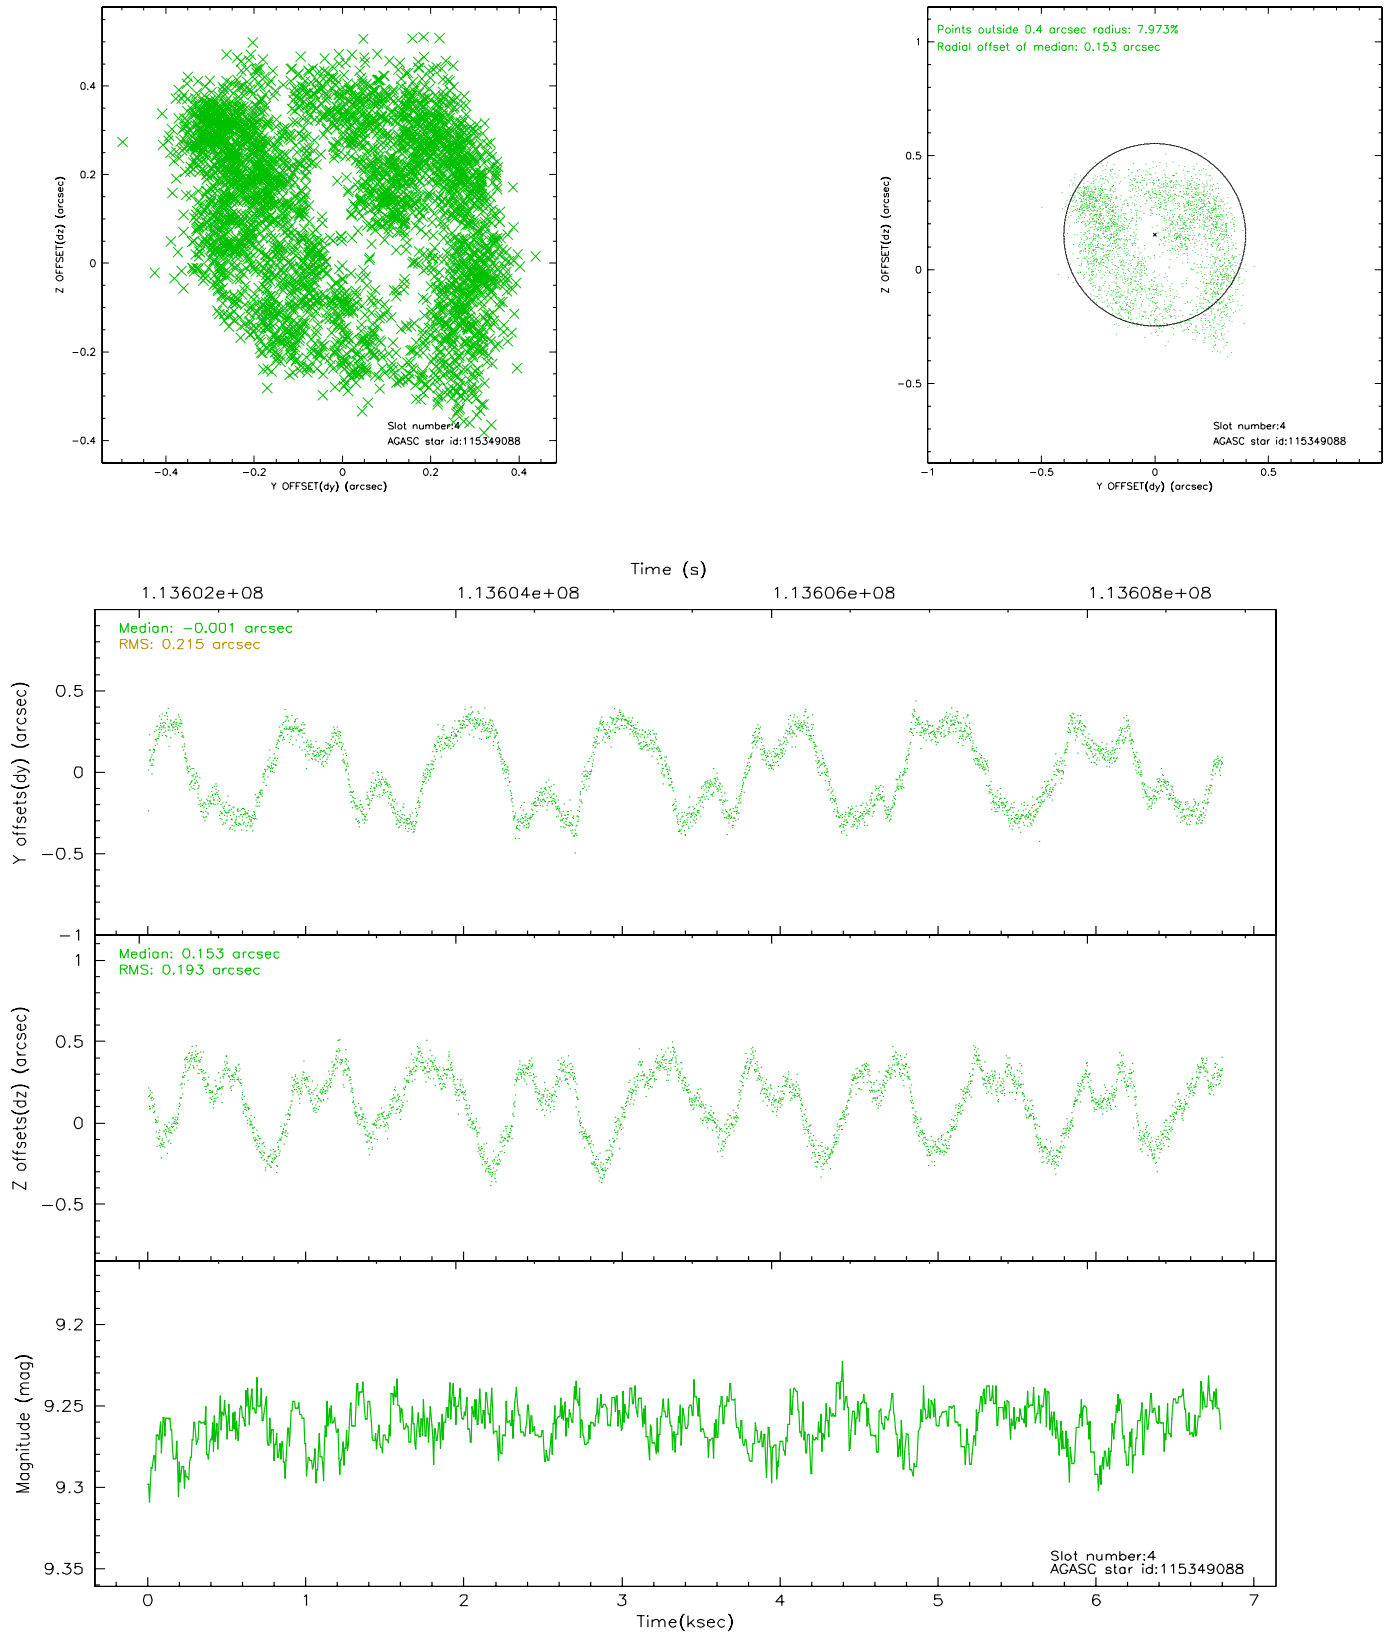 0.4
0.2
0
−0.2
−0.4
Z OFFSET(dz) (arcsec)
Slot number:4
AGASC star id:115349088
−0.4 −0.2 0 0.2 0.4
Y OFFSET(dy) (arcsec)
Points outside 0.4 arcsec radius: 7.973%
Radial offset of median: 0.153 arcsec
1
0.5
0
−0.5
Z OFFSET(dz) (arcsec)
Slot number:4
AGASC star id:115349088
−1 −0.5 0 0.5
Y OFFSET(dy) (arcsec)
Time (s)
1.13602e+08 1.13604e+08 1.13606e+08 1.13608e+08
Median: −0.001 arcsec
RMS: 0.215 arcsec
0.5
0
−0.5
−1
Y offsets(dy) (arcsec)
Median: 0.153 arcsec
RMS: 0.193 arcsec
1
0.5
0
−0.5
Z offsets(dz) (arcsec)
9.2
9.25
9.3
9.35
Magnitude (mag)
Slot number:4
AGASC star id:115349088
0 1 2 3 4 5 6 7
Time(ksec)